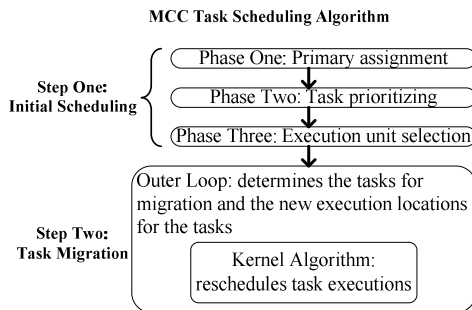 MCC Task Scheduling Algorithm
Step One:
Initial Scheduling
Phase One: Primary assignment
Phase Two: Task prioritizing
Phase Three: Execution unit selection
Step Two:
Task Migration
Outer Loop: determines the tasks for
migration and the new execution locations
for the tasks
Kernel Algorithm:
reschedules task executions